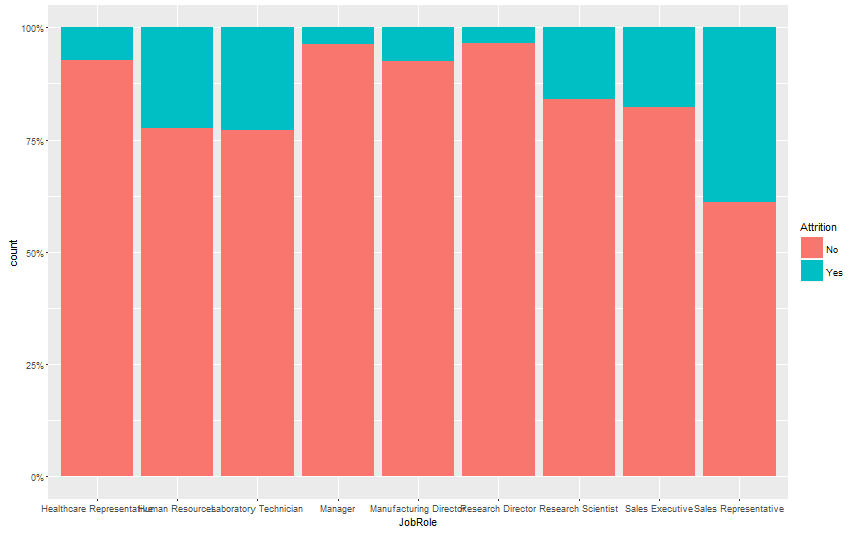 100%
75%
50%
25%
0%
count
Healthcare Representative
Human Resources
Laboratory Technician
Manager
Manufacturing Director
Research Director
Research Scientist
Sales Executive
Sales Representative
JobRole
Attrition
No
Yes